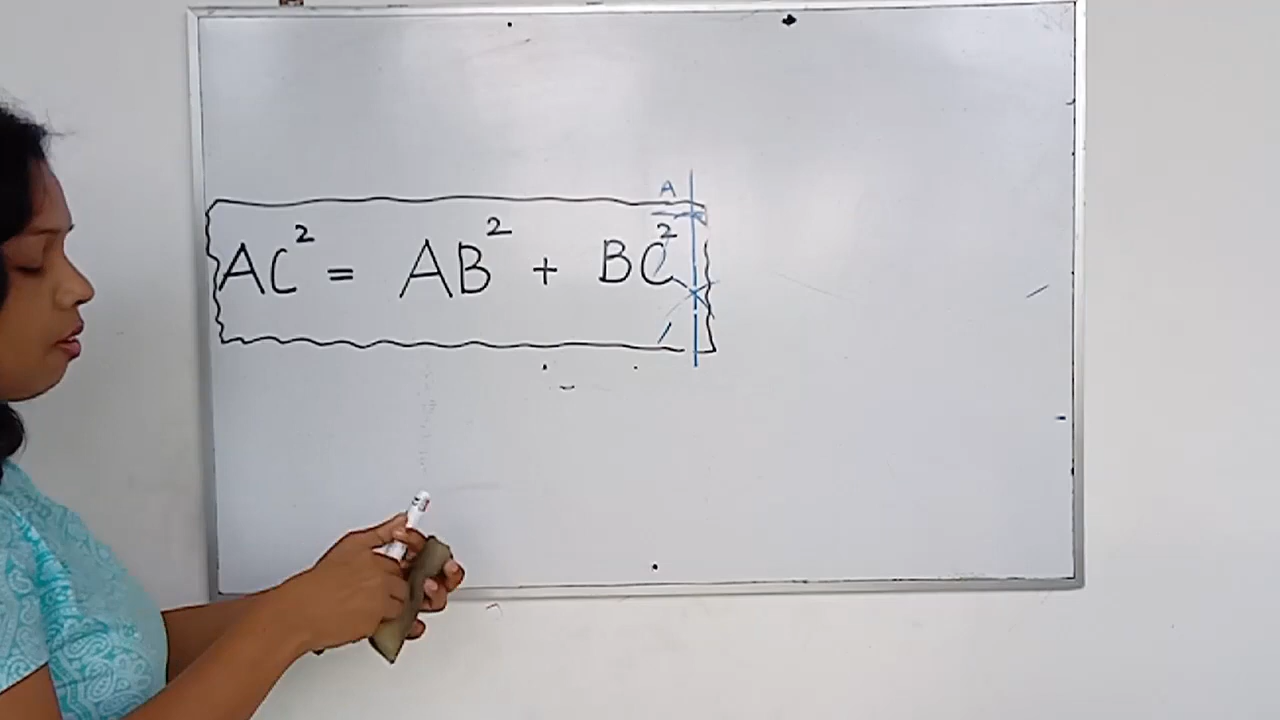 A
AC² = AB² + BC²